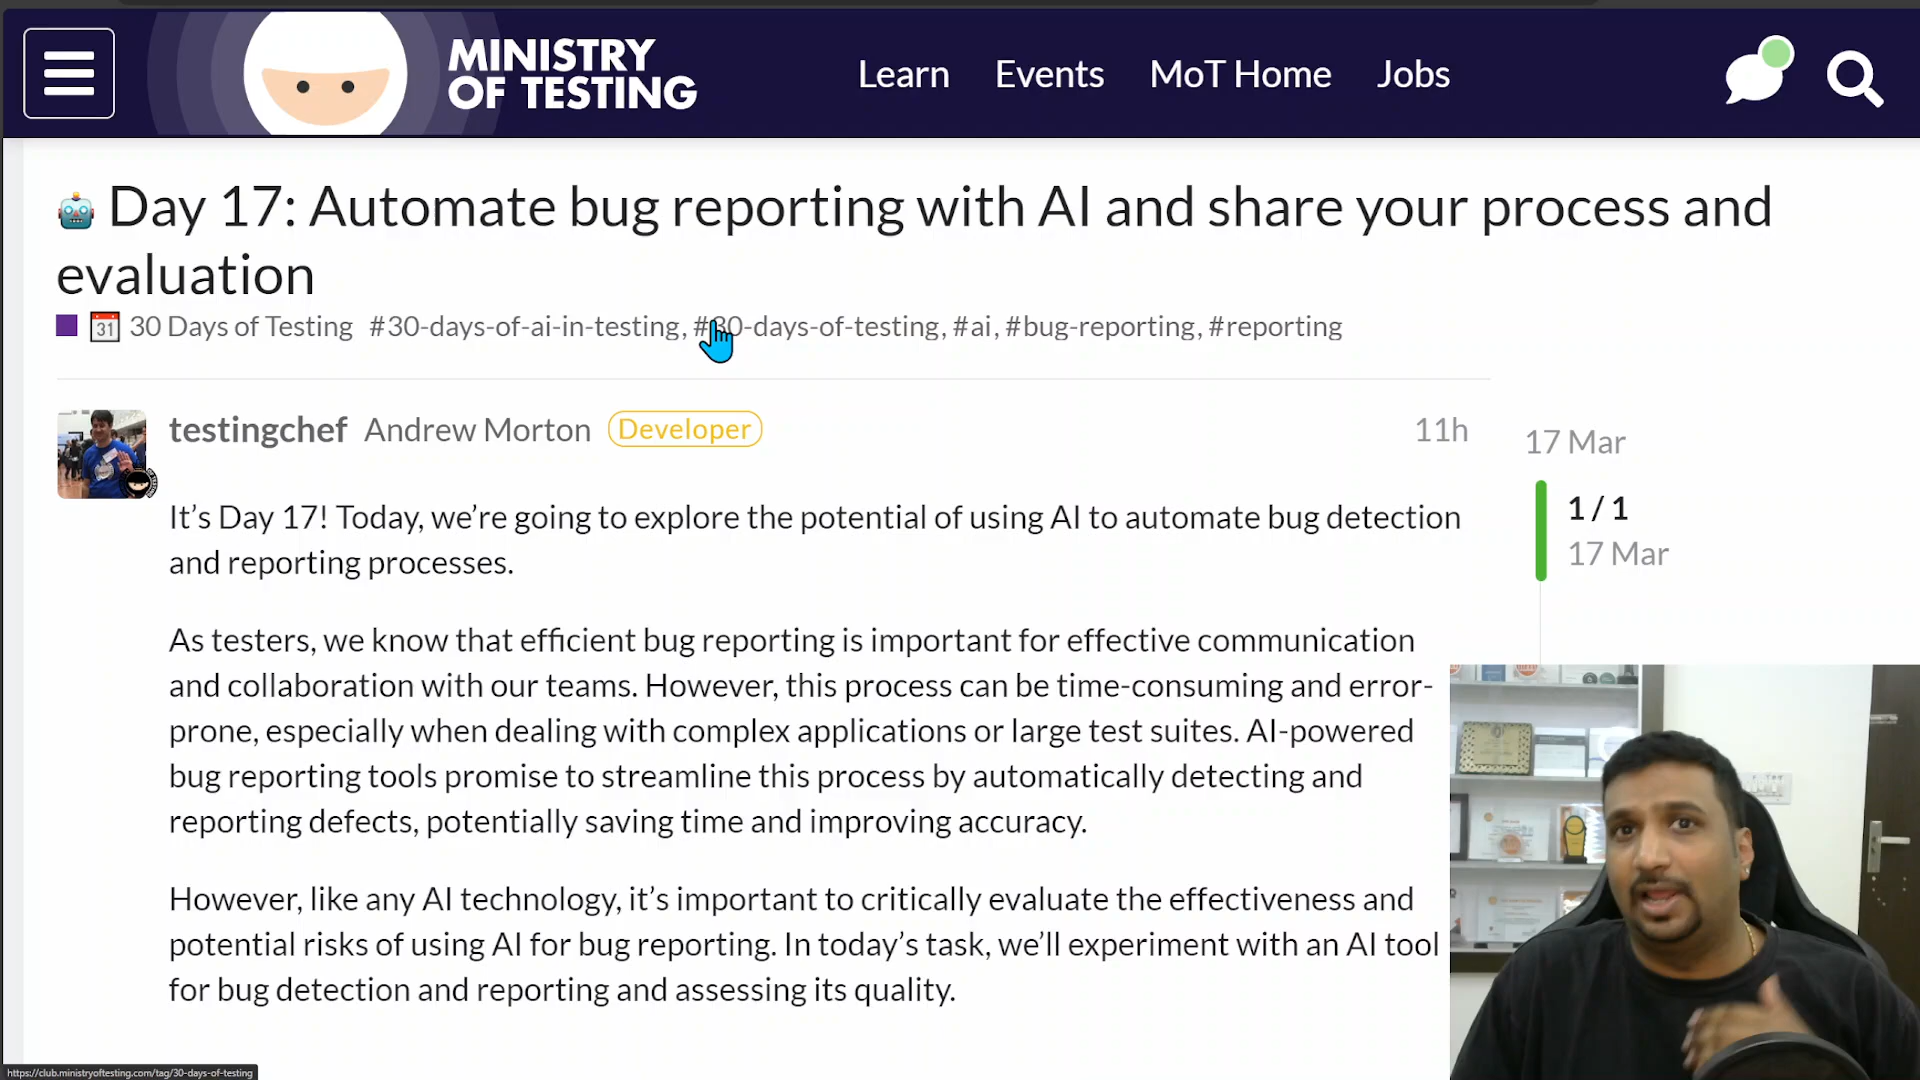 MINISTRY
OF TESTING
Learn Events MoT Home Jobs
Day 17: Automate bug reporting with AI and share your process and
evaluation
31 30 Days of Testing #30-days-of-ai-in-testing, #30-days-of-testing, #ai, #bug-reporting, #reporting
testingchef Andrew Morton Developer 11h
17 Mar
1 / 1
17 Mar
It’s Day 17! Today, we’re going to explore the potential of using AI to automate bug detection
and reporting processes.
As testers, we know that efficient bug reporting is important for effective communication
and collaboration with our teams. However, this process can be time-consuming and error-
prone, especially when dealing with complex applications or large test suites. AI-powered
bug reporting tools promise to streamline this process by automatically detecting and
reporting defects, potentially saving time and improving accuracy.
However, like any AI technology, it’s important to critically evaluate the effectiveness and
potential risks of using AI for bug reporting. In today’s task, we’ll experiment with an AI tool
for bug detection and reporting and assessing its quality.
https://club.ministryoftesting.com/tag/30-days-of-testing